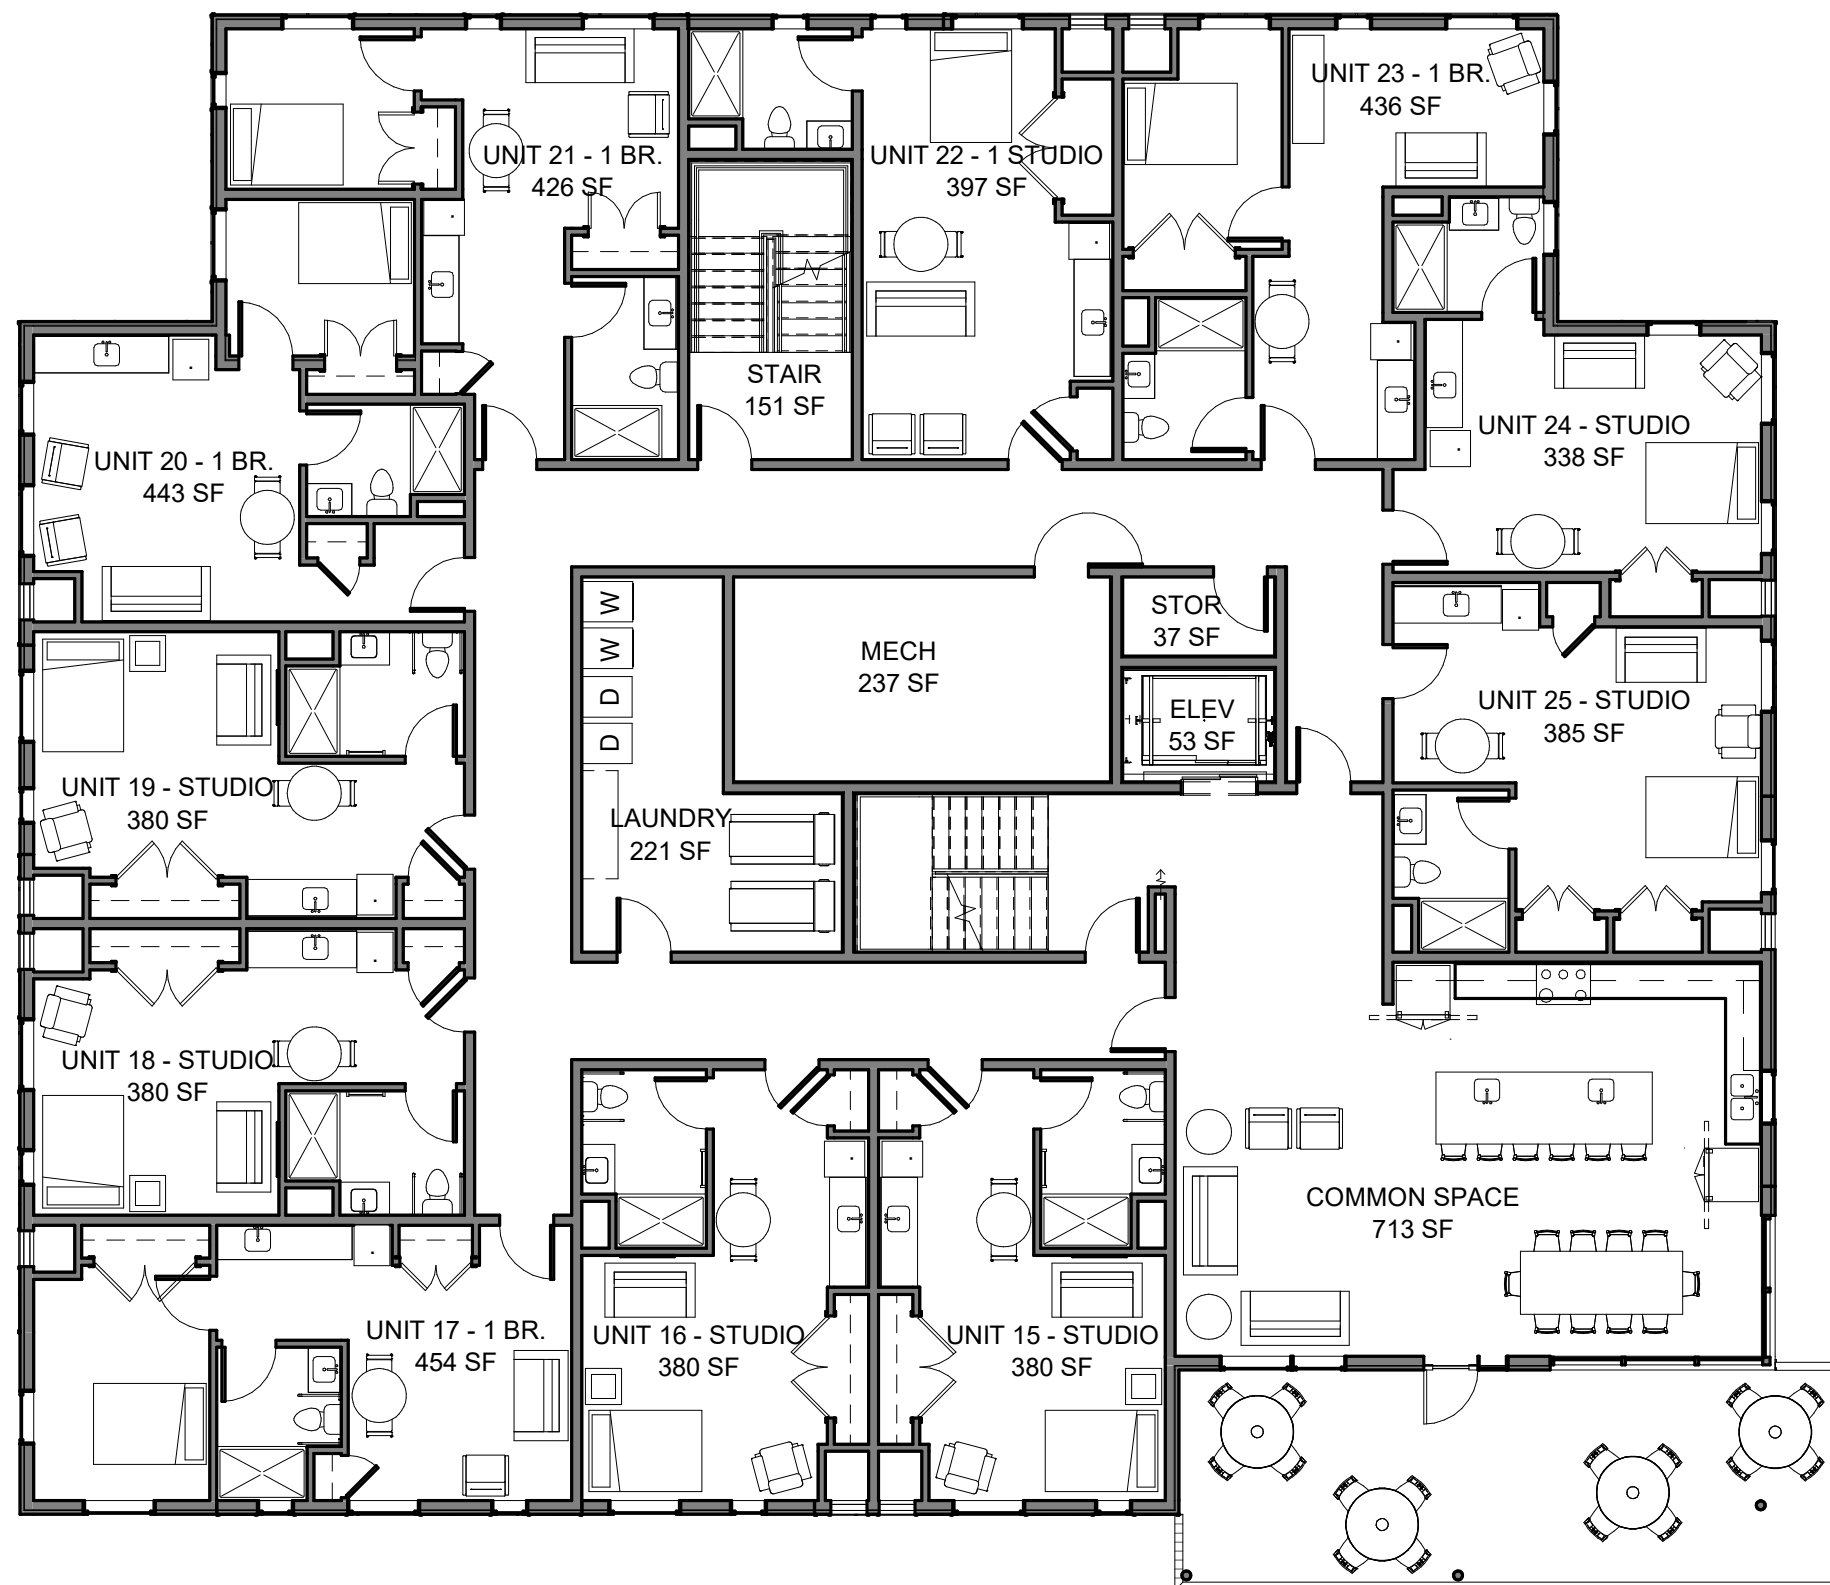 UNIT 23 - 1 BR.
436 SF
UNIT 21 - 1 BR.
426 SF
UNIT 22 - 1 STUDIO
397 SF
STAIR
151 SF
UNIT 24 - STUDIO
338 SF
UNIT 20 - 1 BR.
443 SF
W
W
D
D
STOR
37 SF
MECH
237 SF
ELEV
53 SF
UNIT 25 - STUDIO
385 SF
UNIT 19 - STUDIO
380 SF
LAUNDRY
221 SF
UNIT 18 - STUDIO
380 SF
COMMON SPACE
713 SF
UNIT 17 - 1 BR.
454 SF
UNIT 16 - STUDIO
380 SF
UNIT 15 - STUDIO
380 SF